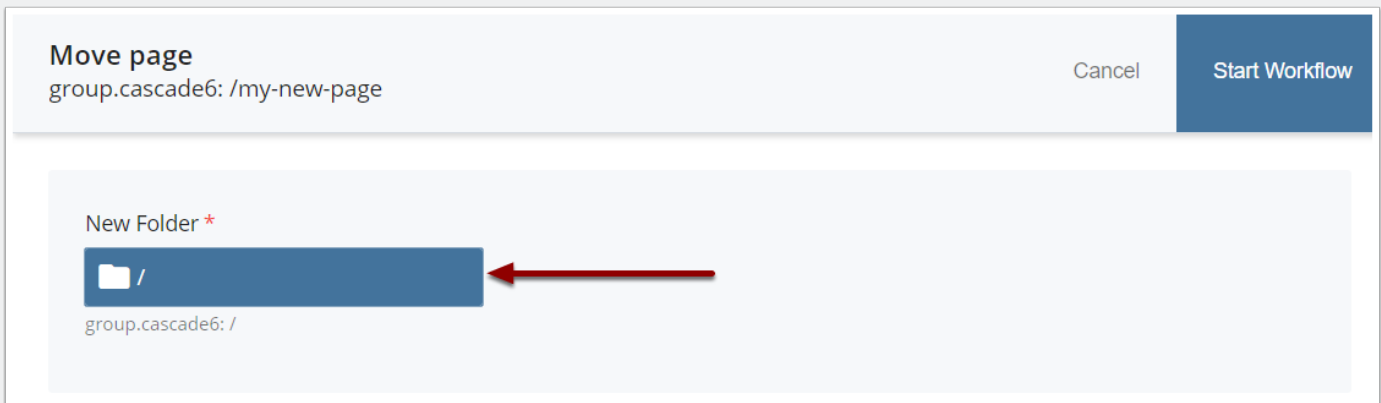 Move page
group.cascade6: /my-new-page
Cancel
Start Workflow
New Folder *
/
group.cascade6: /